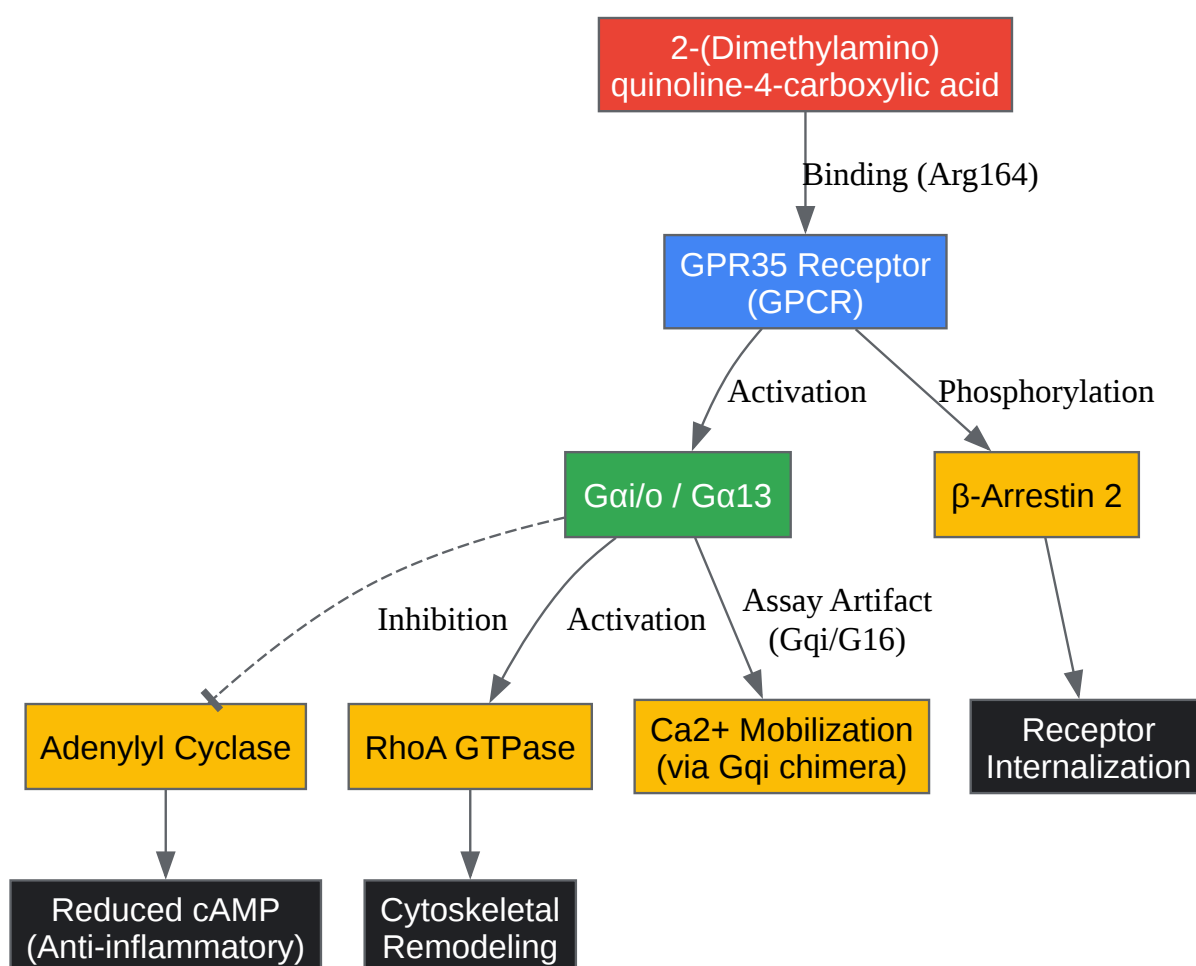 2-(Dimethylamino)
quinoline-4-carboxylic acid
Binding (Arg164)
GPR35 Receptor
(GPCR)
Activation
Phosphorylation
Gαi/o / Gα13
β-Arrestin 2
Inhibition
Activation
Assay Artifact
(Gqi/G16)
Adenylyl Cyclase
RhoA GTPase
Ca2+ Mobilization
(via Gqi chimera)
Receptor
Internalization
Reduced cAMP
(Anti-inflammatory)
Cytoskeletal
Remodeling